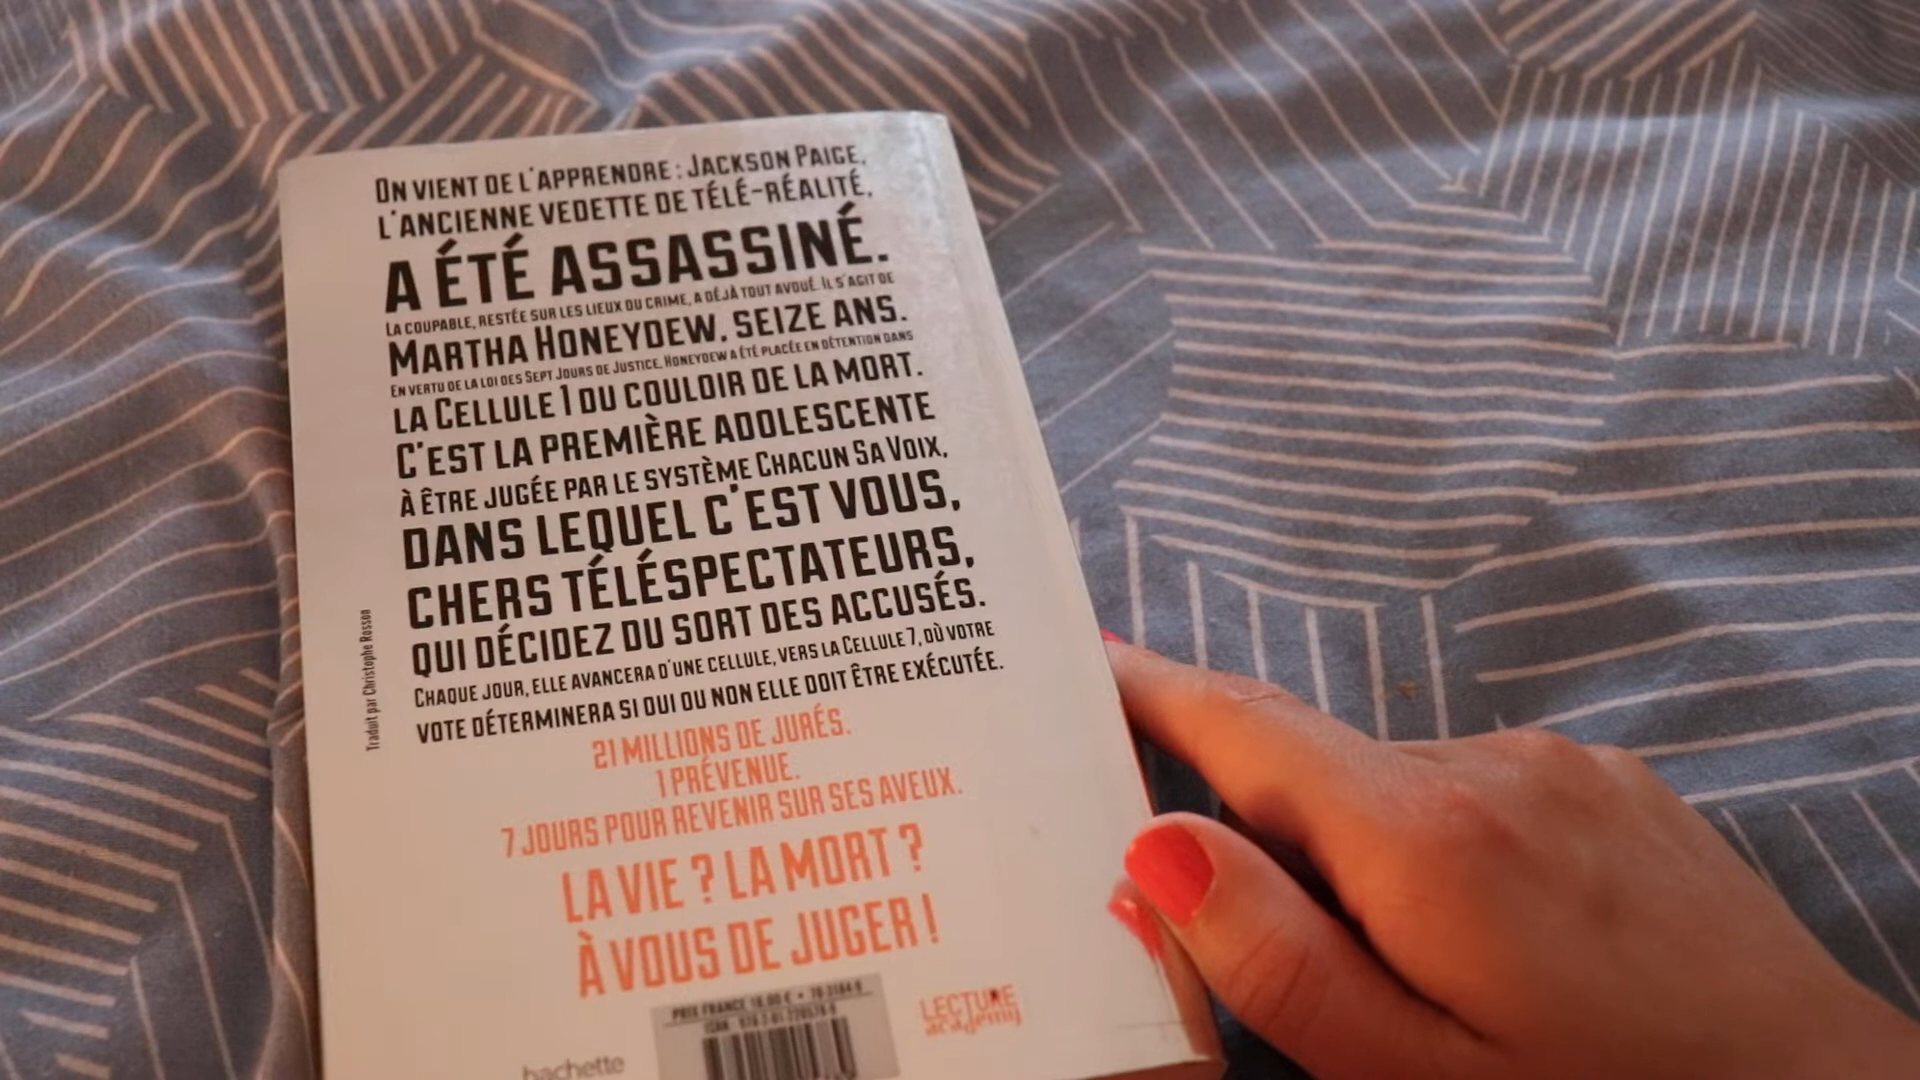 ON VIENT DE L'APPRENDRE : JACKSON PAIGE,
L'ANCIENNE VEDETTE DE TÉLÉ-RÉALITÉ,
A ÉTÉ ASSASSINÉ.
LA COUPABLE, RESTÉE SUR LES LIEUX DU CRIME, A DÉJÀ TOUT AVOUÉ. IL S'AGIT DE
MARTHA HONEYDEW, SEIZE ANS.
EN VERTU DE LA LOI DES SEPT JOURS DE JUSTICE, HONEYDEW A ÉTÉ PLACÉE EN DÉTENTION DANS
LA CELLULE 1 DU COULOIR DE LA MORT.
C'EST LA PREMIÈRE ADOLESCENTE
À ÊTRE JUGÉE PAR LE SYSTÈME CHACUN SA VOIX,
DANS LEQUEL C'EST VOUS,
CHERS TÉLÉSPECTATEURS,
QUI DÉCIDEZ DU SORT DES ACCUSÉS.
CHAQUE JOUR, ELLE AVANCERA D'UNE CELLULE, VERS LA CELLULE 7, OÙ VOTRE
VOTE DÉTERMINERA SI OUI OU NON ELLE DOIT ÊTRE EXÉCUTÉE.
21 MILLIONS DE JURÉS.
1 PRÉVENUE.
7 JOURS POUR REVENIR SUR SES AVEUX.
LA VIE ? LA MORT ?
À VOUS DE JUGER !
Traduit par Christophe Rosson
PRIX FRANCE
ISBN
LECTURE
academy
hachette